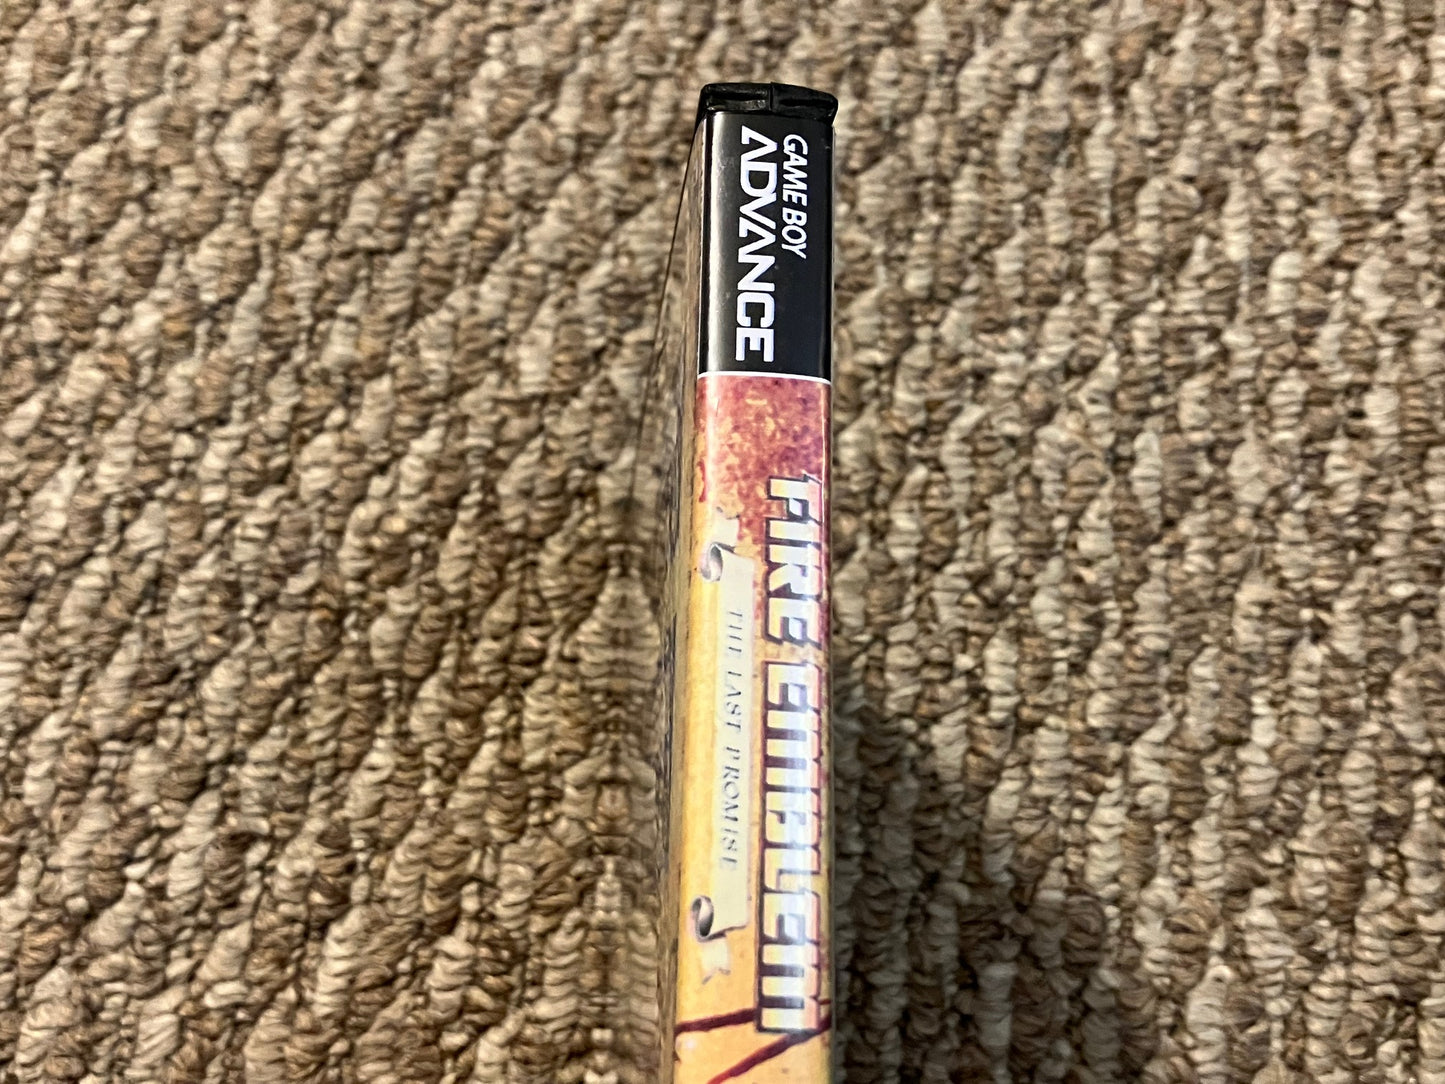 GAME BOY
ADVANCE
FIRE EMBLEM
THE LAST PROMISE